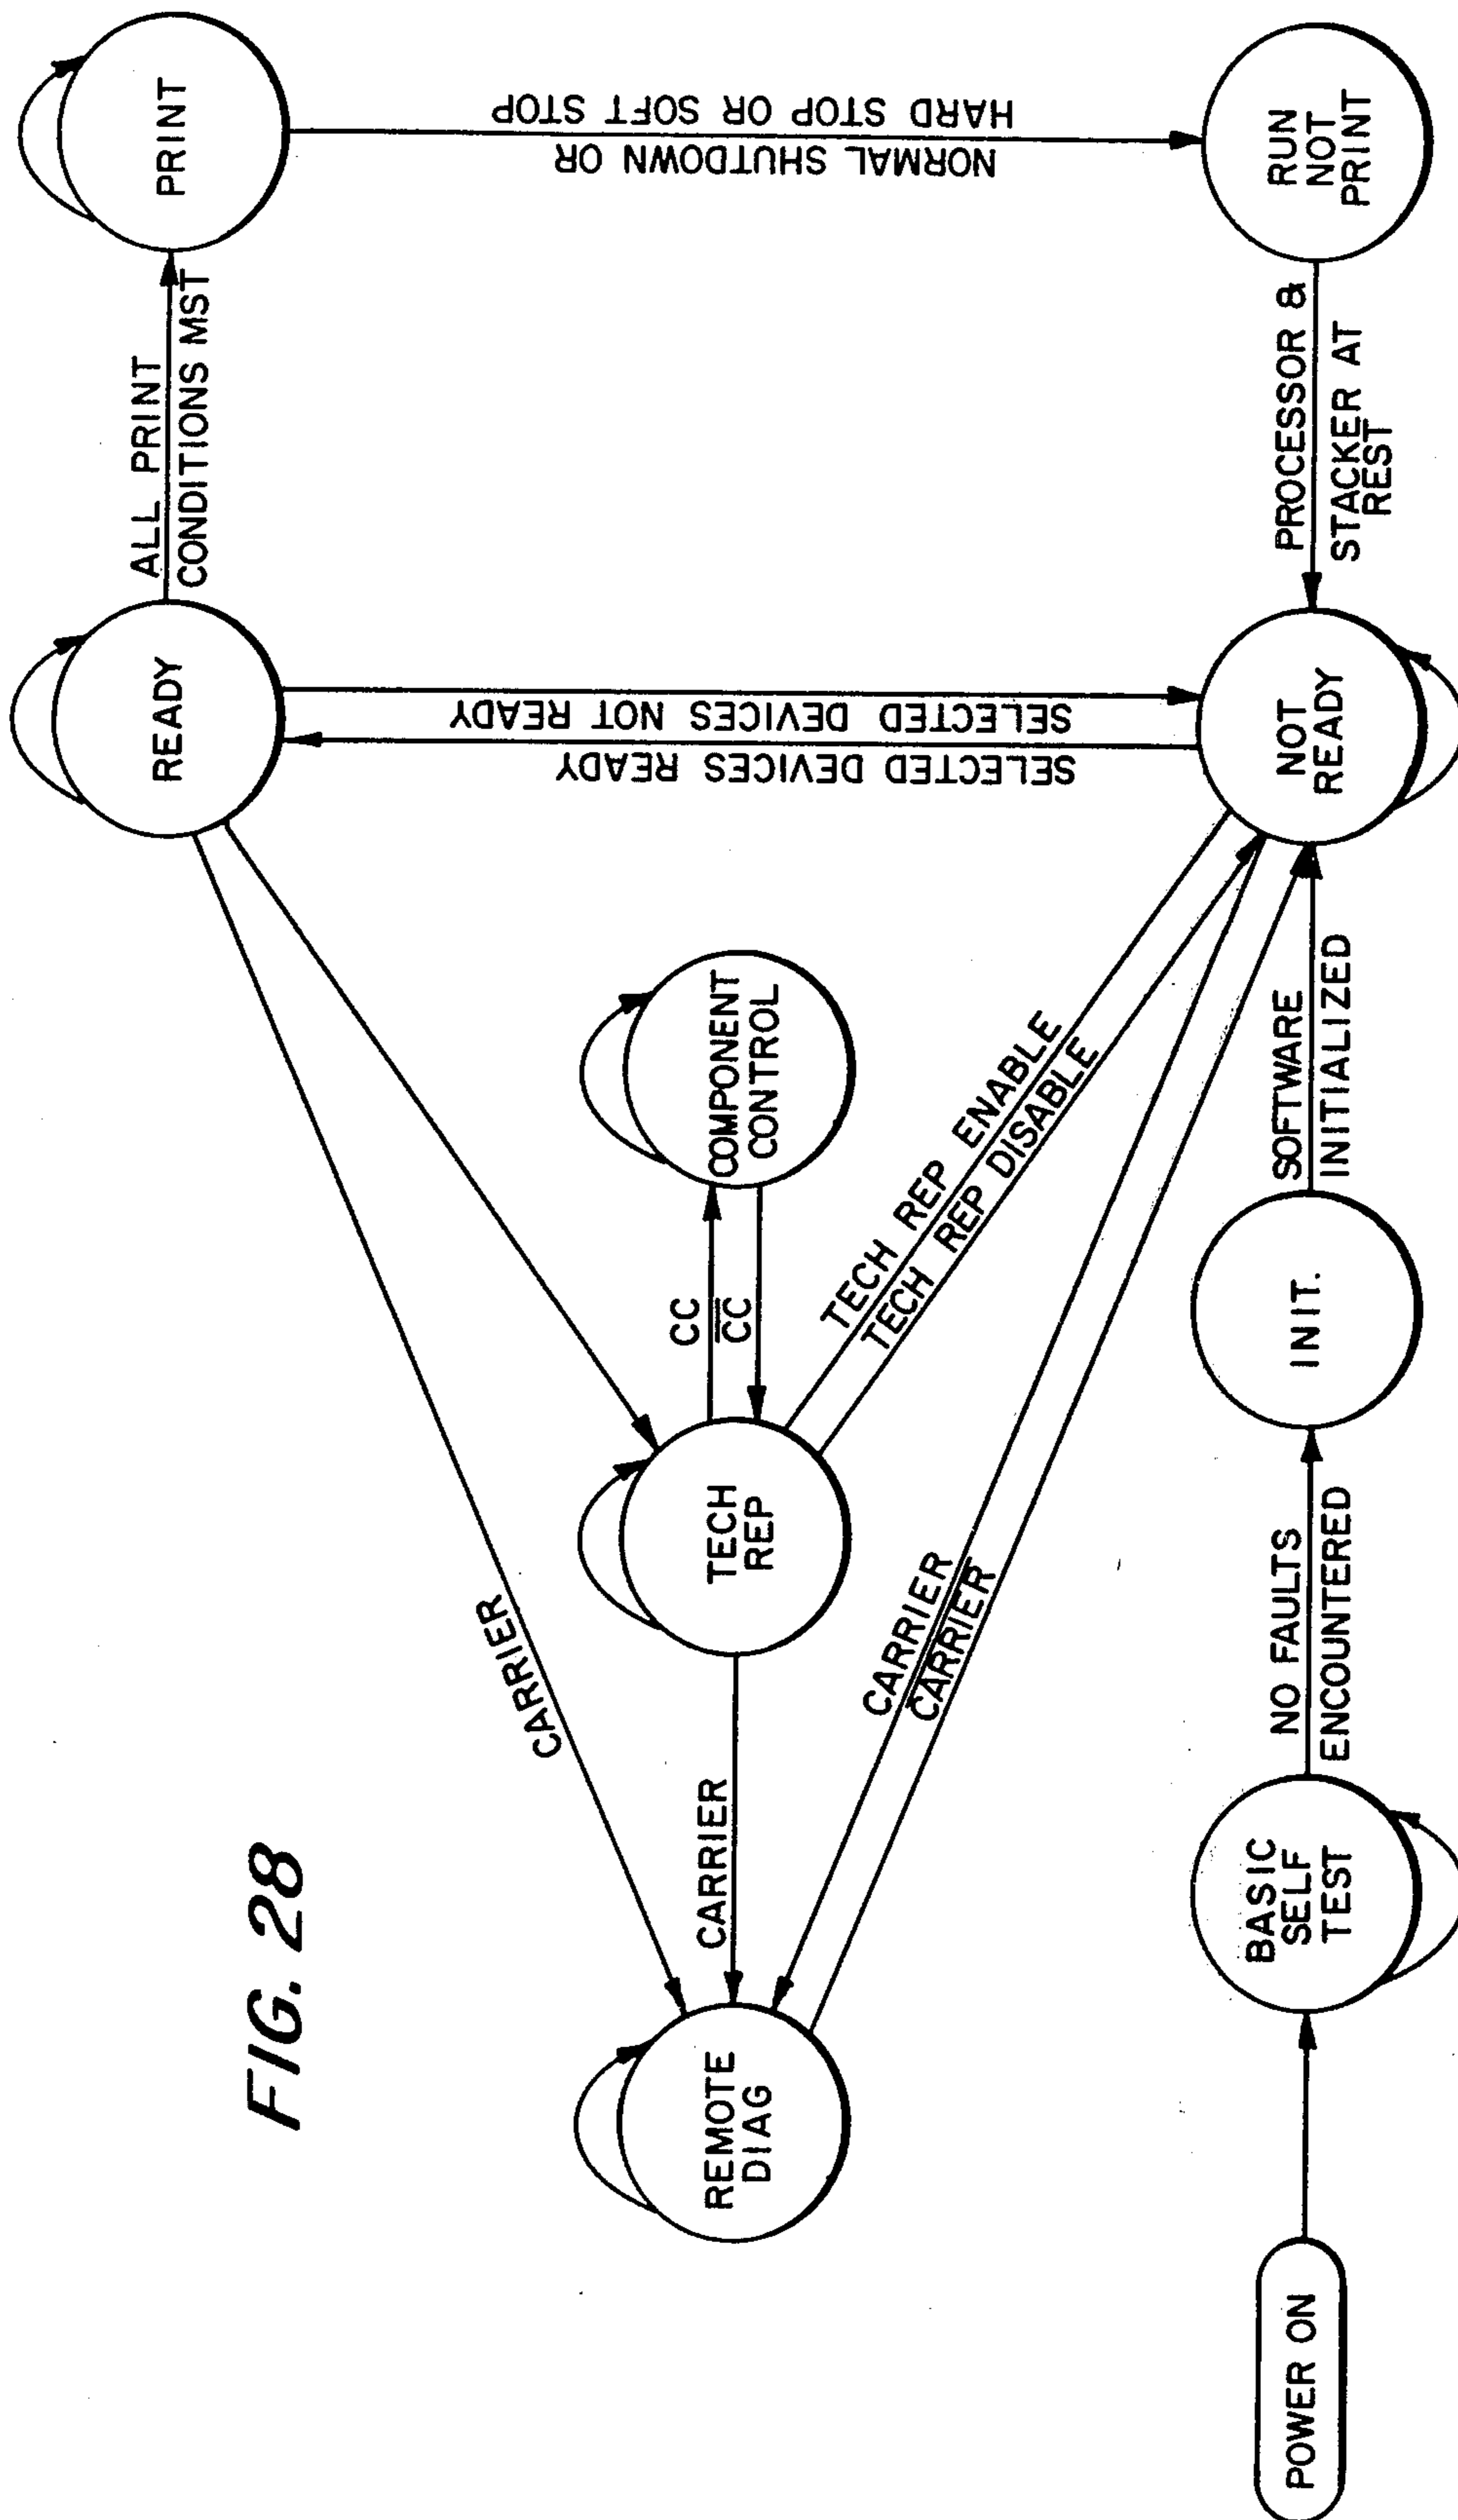 FIG. 28
READY
ALL PRINT
CONDITIONS MST
PRINT
CARRIER
SELECTED DEVICES READY
SELECTED DEVICES NOT READY
NORMAL SHUTDOWN OR
HARD STOP OR SOFT STOP
REMOTE
DIAG
CARRIER
TECH
REP
CC
C̅C̅
COMPONENT
CONTROL
TECH REP ENABLE
TECH REP DISABLE
CARRIER
C̅A̅R̅R̅I̅E̅R̅
POWER ON
BASIC
SELF
TEST
NO FAULTS
ENCOUNTERED
INIT.
SOFTWARE
INITIALIZED
NOT
READY
PROCESSOR &
STACKER AT
REST
RUN
NOT
PRINT